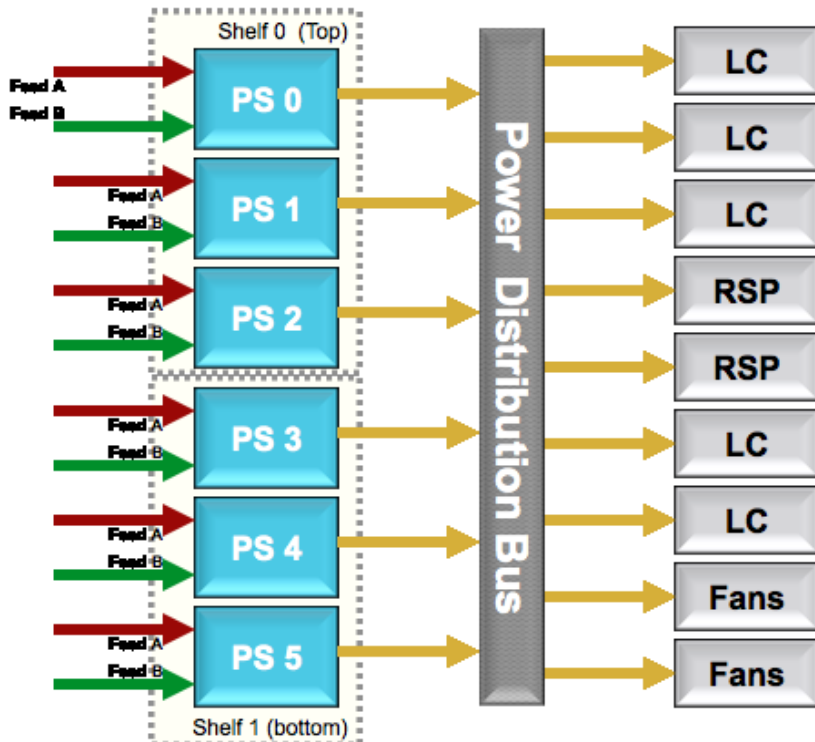 Shelf 0 (Top)
Feed A
Feed B
PS 0
Feed A
Feed B
PS 1
Feed A
Feed B
PS 2
Feed A
Feed B
PS 3
Feed A
Feed B
PS 4
Feed A
Feed B
PS 5
Shelf 1 (bottom)
Power Distribution Bus
LC
LC
LC
RSP
RSP
LC
LC
Fans
Fans